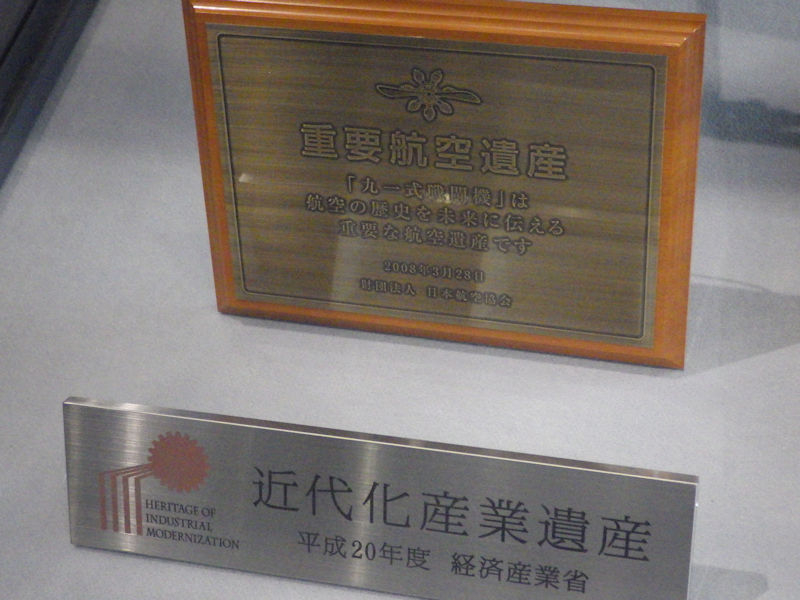 重要航空遺産
「九一式戦闘機」は
航空の歴史を未来に伝える
重要な航空遺産です
2008年3月28日
財団法人 日本航空協会
HERITAGE OF
INDUSTRIAL
MODERNIZATION
近代化産業遺産
平成20年度 経済産業省